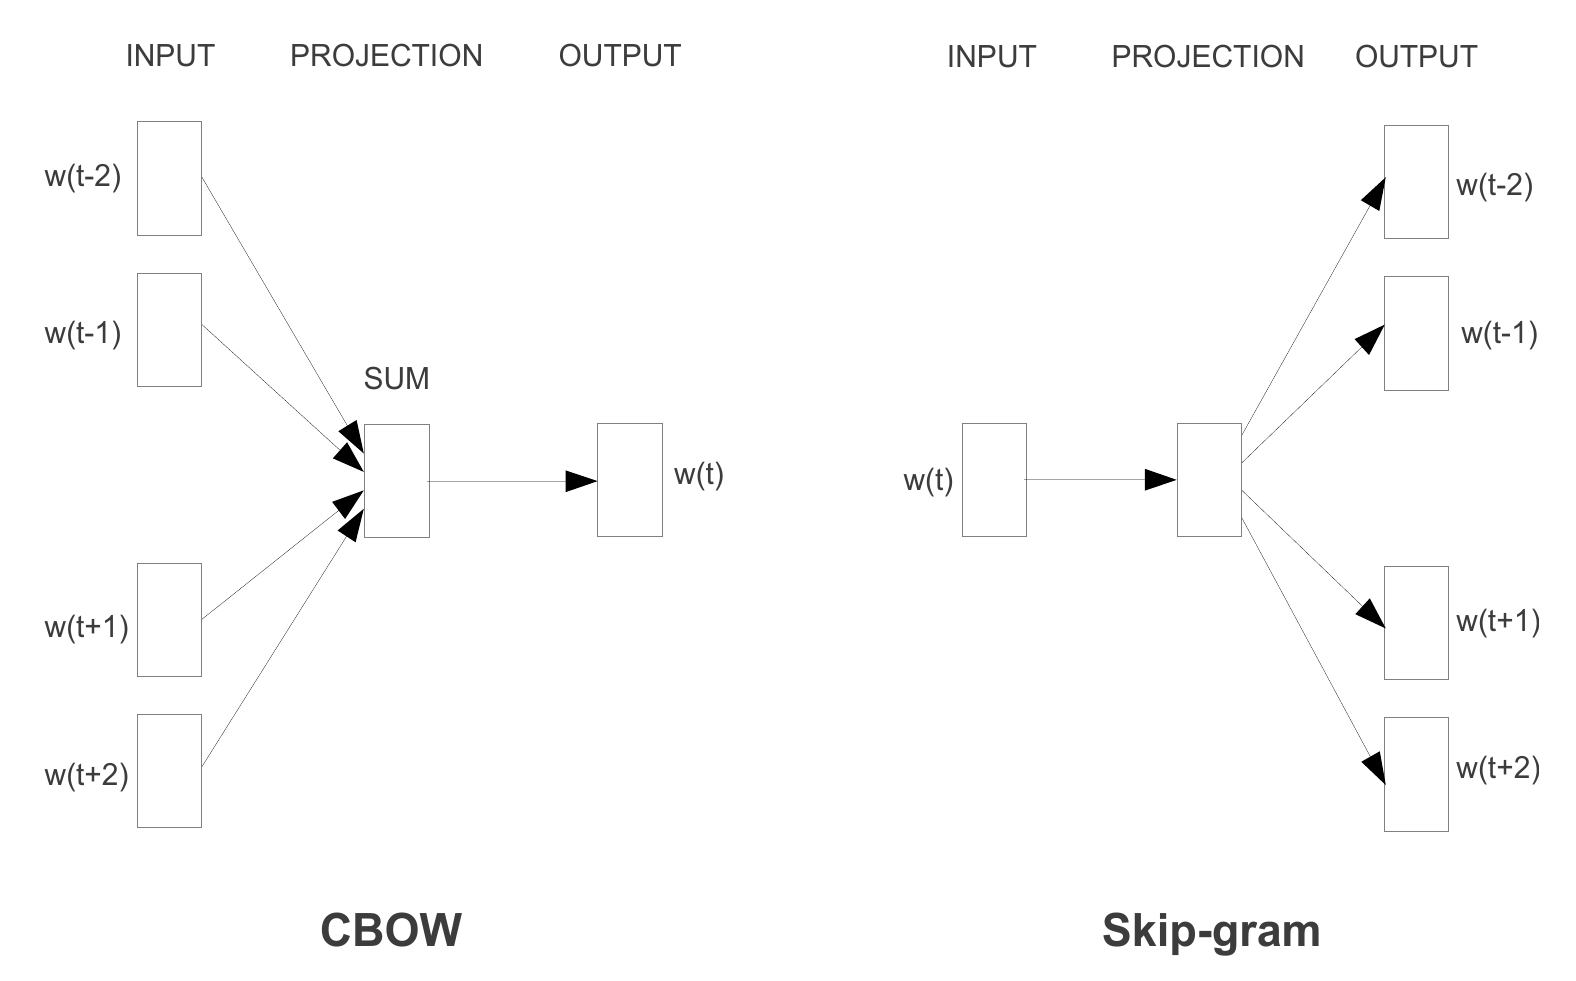 INPUT PROJECTION OUTPUT
w(t-2)
w(t-1)
SUM
w(t)
w(t+1)
w(t+2)
CBOW
INPUT PROJECTION OUTPUT
w(t-2)
w(t-1)
w(t)
w(t+1)
w(t+2)
Skip-gram